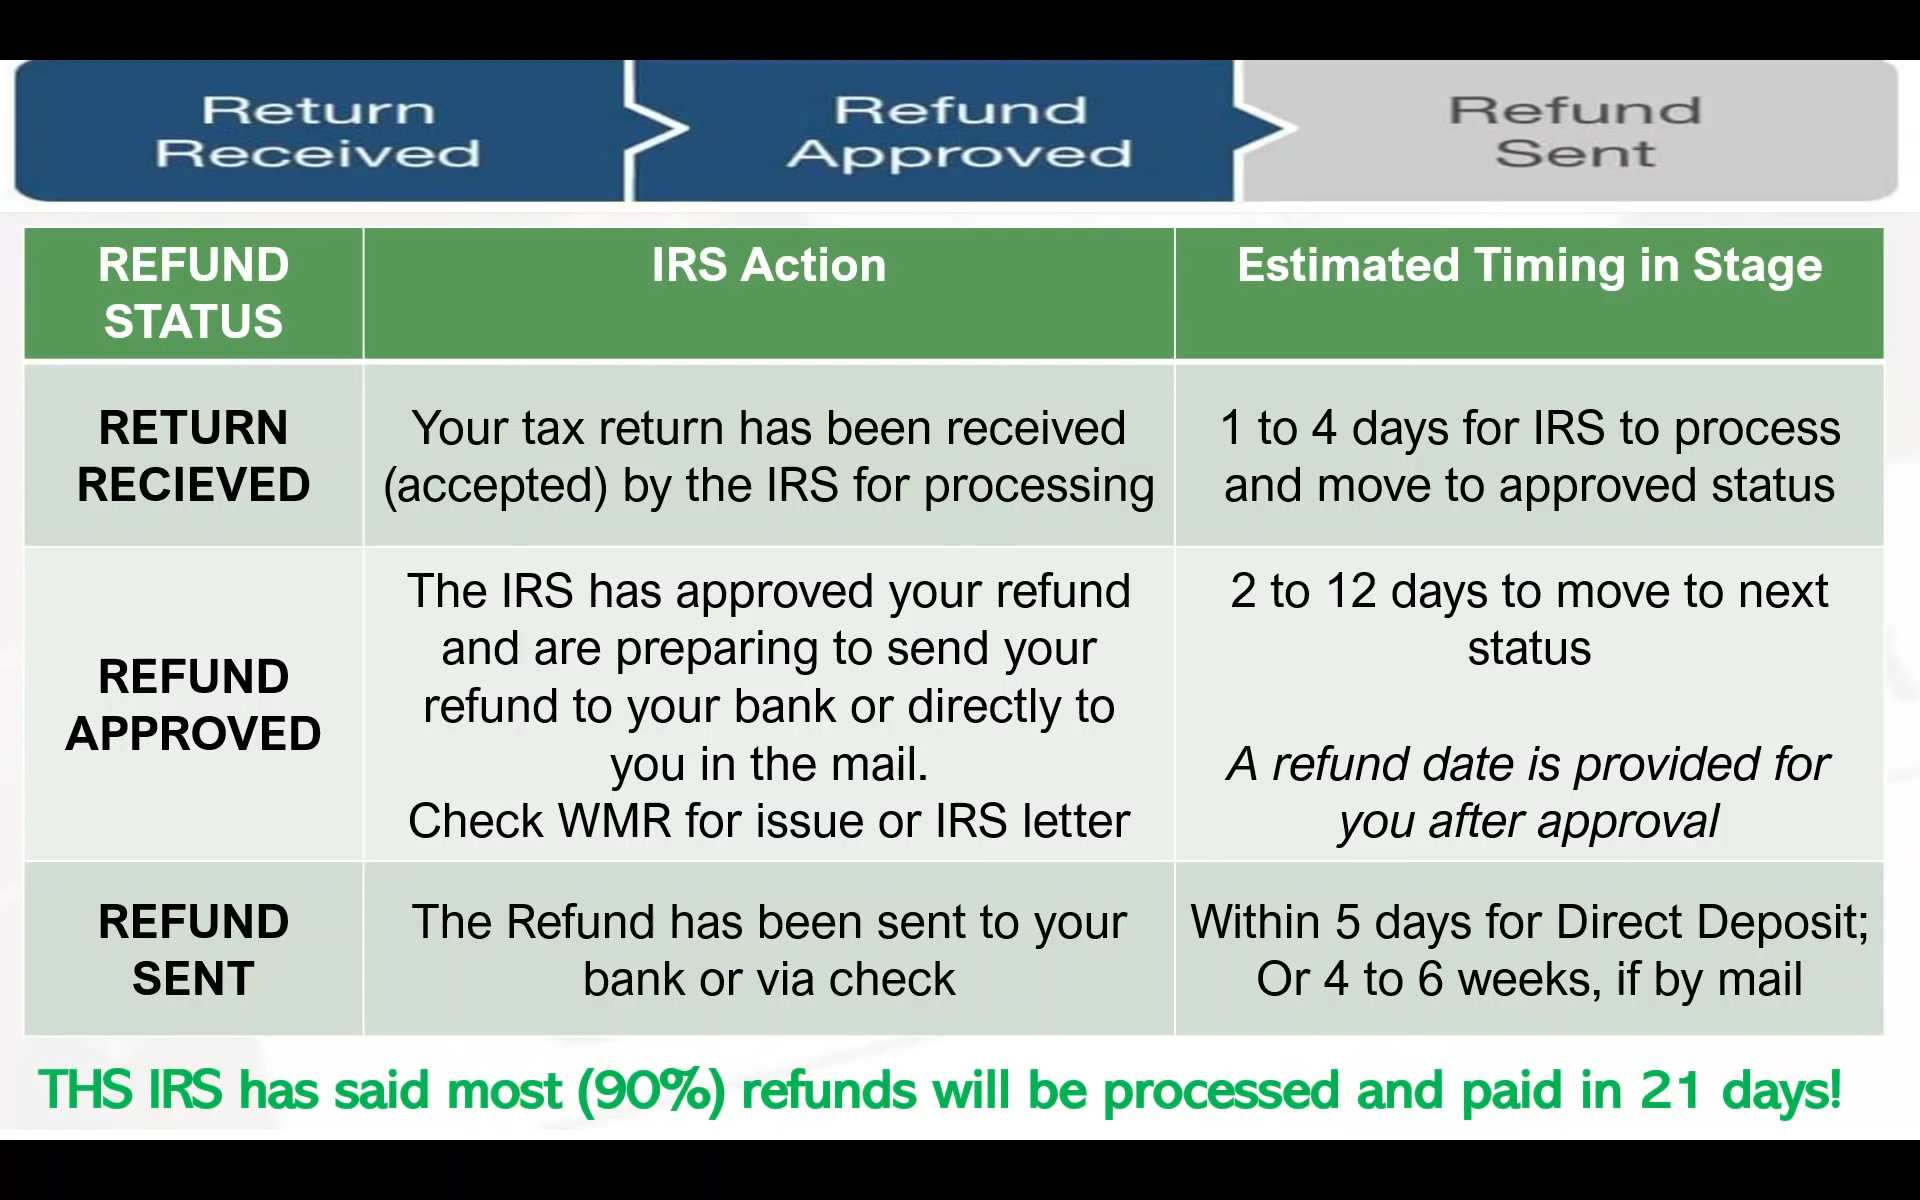 Return
Received
Refund
Approved
Refund
Sent
REFUND
STATUS
IRS Action
Estimated Timing in Stage
RETURN
RECIEVED
Your tax return has been received
(accepted) by the IRS for processing
1 to 4 days for IRS to process
and move to approved status
REFUND
APPROVED
The IRS has approved your refund
and are preparing to send your
refund to your bank or directly to
you in the mail.
Check WMR for issue or IRS letter
2 to 12 days to move to next
status
A refund date is provided for
you after approval
REFUND
SENT
The Refund has been sent to your
bank or via check
Within 5 days for Direct Deposit;
Or 4 to 6 weeks, if by mail
THS IRS has said most (90%) refunds will be processed and paid in 21 days!